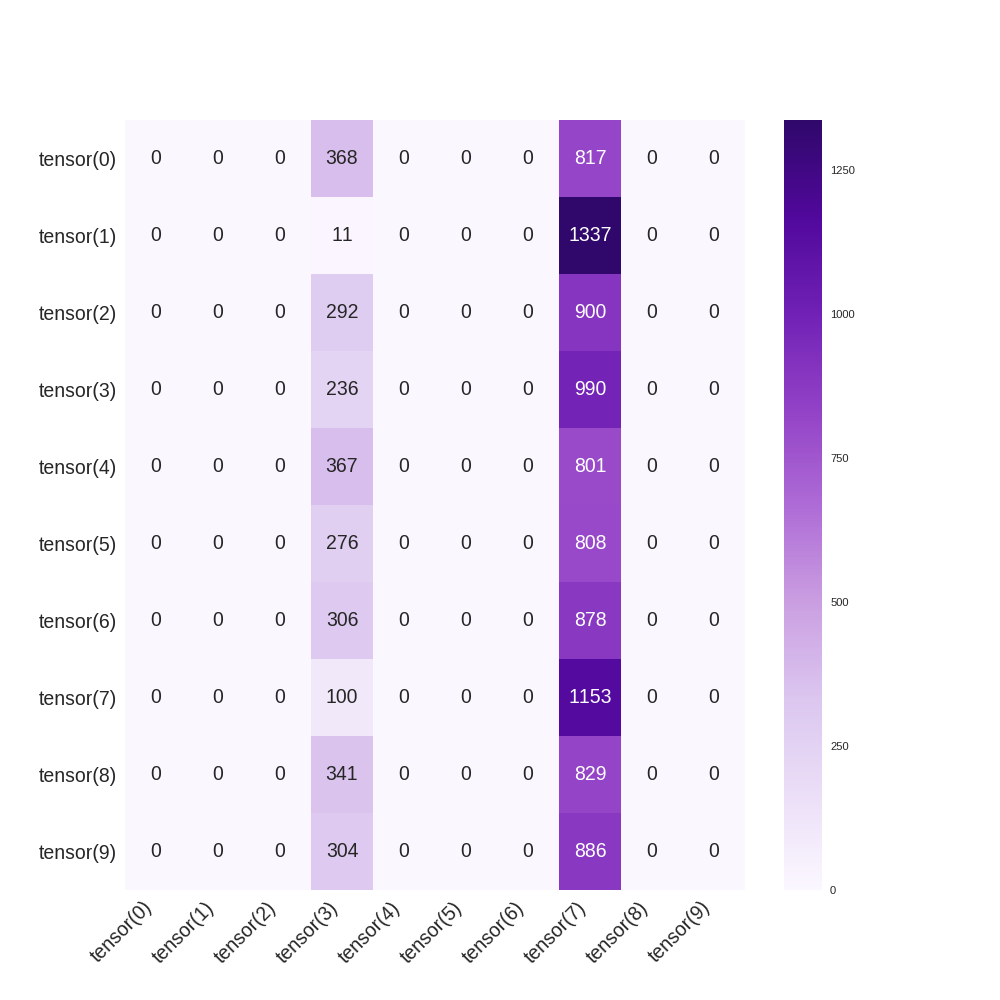 tensor(0) 0 0 0 368 0 0 0 817 0 0
tensor(1) 0 0 0 11 0 0 0 1337 0 0
tensor(2) 0 0 0 292 0 0 0 900 0 0
tensor(3) 0 0 0 236 0 0 0 990 0 0
tensor(4) 0 0 0 367 0 0 0 801 0 0
tensor(5) 0 0 0 276 0 0 0 808 0 0
tensor(6) 0 0 0 306 0 0 0 878 0 0
tensor(7) 0 0 0 100 0 0 0 1153 0 0
tensor(8) 0 0 0 341 0 0 0 829 0 0
tensor(9) 0 0 0 304 0 0 0 886 0 0
tensor(0) tensor(1) tensor(2) tensor(3) tensor(4) tensor(5) tensor(6) tensor(7) tensor(8) tensor(9)
1250
1000
750
500
250
0